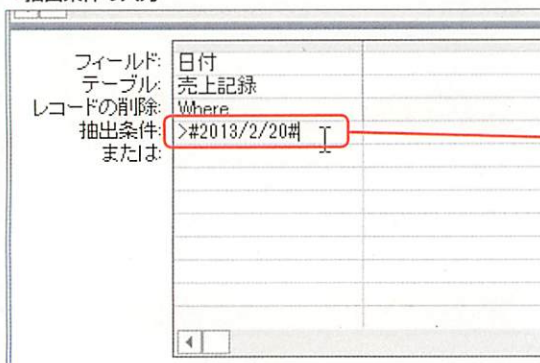 フィールド: 日付
テーブル: 売上記録
レコードの削除: Where
抽出条件: >#2013/2/20#
または: